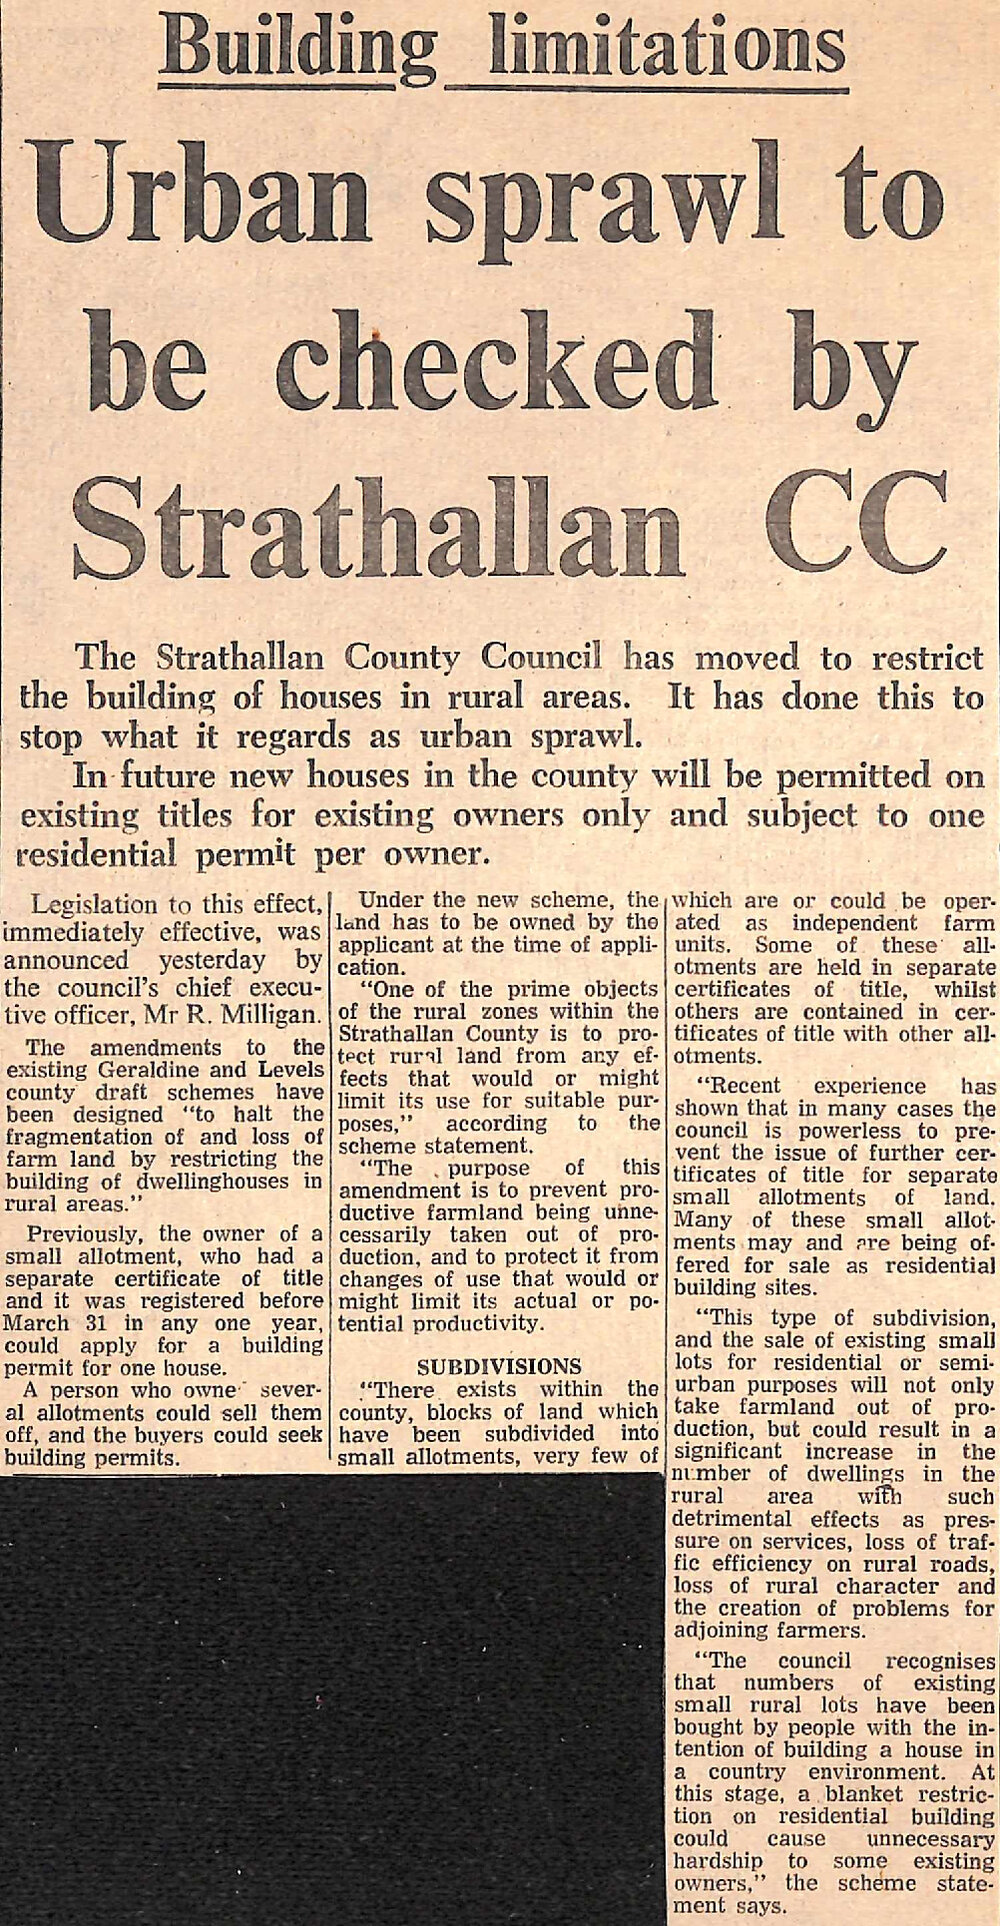 Building limitations
Urban sprawl to
be checked by
Strathallan CC
The Strathallan County Council has moved to restrict
the building of houses in rural areas. It has done this to
stop what it regards as urban sprawl.
In future new houses in the county will be permitted on
existing titles for existing owners only and subject to one
residential permit per owner.
Legislation to this effect,
immediately effective, was
announced yesterday by
the council's chief execu-
tive officer, Mr R. Milligan.
The amendments to the
existing Geraldine and Levels
county draft schemes have
been designed "to halt the
fragmentation of and loss of
farm land by restricting the
building of dwellinghouses in
rural areas."
Previously, the owner of a
small allotment, who had a
separate certificate of title
and it was registered before
March 31 in any one year,
could apply for a building
permit for one house.
A person who owne sever-
al allotments could sell them
off, and the buyers could seek
building permits.
Under the new scheme, the
land has to be owned by the
applicant at the time of appli-
cation.
"One of the prime objects
of the rural zones within the
Strathallan County is to pro-
tect rural land from any ef-
fects that would or might
limit its use for suitable pur-
poses," according to the
scheme statement.
"The purpose of this
amendment is to prevent pro-
ductive farmland being unne-
cessarily taken out of pro-
duction, and to protect it from
changes of use that would or
might limit its actual or po-
tential productivity.
SUBDIVISIONS
"There exists within the
county, blocks of land which
have been subdivided into
small allotments, very few of
which are or could be oper-
ated as independent farm
units. Some of these all-
otments are held in separate
certificates of title, whilst
others are contained in cer-
tificates of title with other all-
otments.
"Recent experience has
shown that in many cases the
council is powerless to pre-
vent the issue of further cer-
tificates of title for separate
small allotments of land.
Many of these small allot-
ments may and are being of-
fered for sale as residential
building sites.
"This type of subdivision,
and the sale of existing small
lots for residential or semi-
urban purposes will not only
take farmland out of pro-
duction, but could result in a
significant increase in the
number of dwellings in the
rural area with such
detrimental effects as pres-
sure on services, loss of traf-
fic efficiency on rural roads,
loss of rural character and
the creation of problems for
adjoining farmers.
"The council recognises
that numbers of existing
small rural lots have been
bought by people with the in-
tention of building a house in
a country environment. At
this stage, a blanket restric-
tion on residential building
could cause unnecessary
hardship to some existing
owners," the scheme state-
ment says.